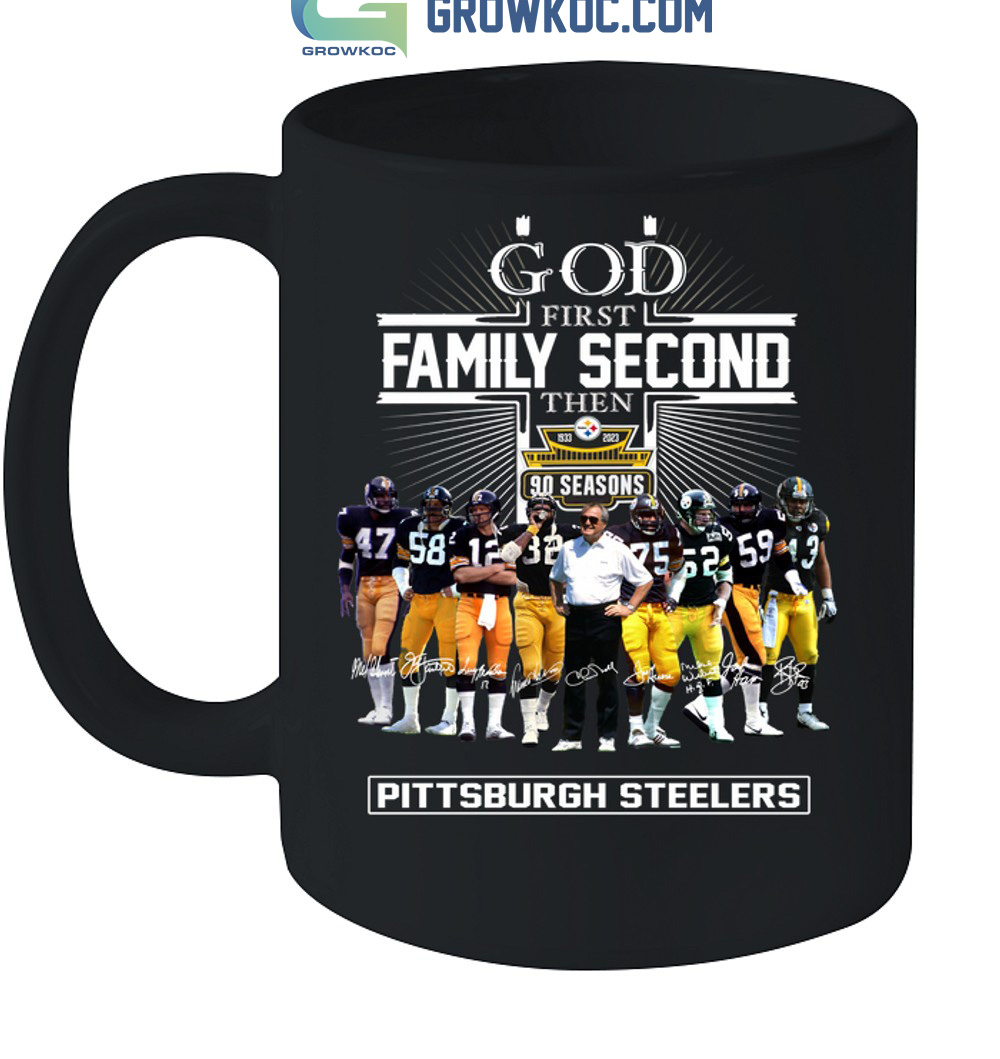 GROWKOC.COM
GROWKOC
GOD
FIRST
FAMILY SECOND
THEN
1933 2023
90 SEASONS
47 58 12 32 75 52 59 43
PITTSBURGH STEELERS